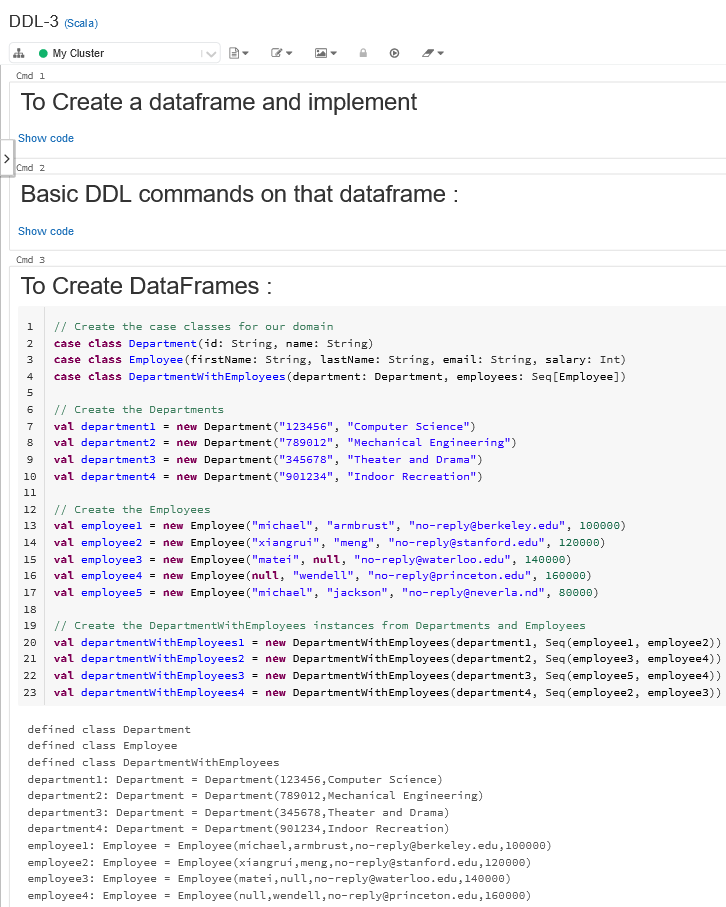 DDL-3 (Scala)
My Cluster
Cmd 1
To Create a dataframe and implement
Show code
Cmd 2
Basic DDL commands on that dataframe :
Show code
Cmd 3
To Create DataFrames :
1 // Create the case classes for our domain
2 case class Department(id: String, name: String)
3 case class Employee(firstName: String, lastName: String, email: String, salary: Int)
4 case class DepartmentWithEmployees(department: Department, employees: Seq[Employee])
5
6 // Create the Departments
7 val department1 = new Department("123456", "Computer Science")
8 val department2 = new Department("789012", "Mechanical Engineering")
9 val department3 = new Department("345678", "Theater and Drama")
10 val department4 = new Department("901234", "Indoor Recreation")
11
12 // Create the Employees
13 val employee1 = new Employee("michael", "armbrust", "no-reply@berkeley.edu", 100000)
14 val employee2 = new Employee("xiangrui", "meng", "no-reply@stanford.edu", 120000)
15 val employee3 = new Employee("matei", null, "no-reply@waterloo.edu", 140000)
16 val employee4 = new Employee(null, "wendell", "no-reply@princeton.edu", 160000)
17 val employee5 = new Employee("michael", "jackson", "no-reply@neverla.nd", 80000)
18
19 // Create the DepartmentWithEmployees instances from Departments and Employees
20 val departmentWithEmployees1 = new DepartmentWithEmployees(department1, Seq(employee1, employee2))
21 val departmentWithEmployees2 = new DepartmentWithEmployees(department2, Seq(employee3, employee4))
22 val departmentWithEmployees3 = new DepartmentWithEmployees(department3, Seq(employee5, employee4))
23 val departmentWithEmployees4 = new DepartmentWithEmployees(department4, Seq(employee2, employee3))
defined class Department
defined class Employee
defined class DepartmentWithEmployees
department1: Department = Department(123456,Computer Science)
department2: Department = Department(789012,Mechanical Engineering)
department3: Department = Department(345678,Theater and Drama)
department4: Department = Department(901234,Indoor Recreation)
employee1: Employee = Employee(michael,armbrust,no-reply@berkeley.edu,100000)
employee2: Employee = Employee(xiangrui,meng,no-reply@stanford.edu,120000)
employee3: Employee = Employee(matei,null,no-reply@waterloo.edu,140000)
employee4: Employee = Employee(null,wendell,no-reply@princeton.edu,160000)